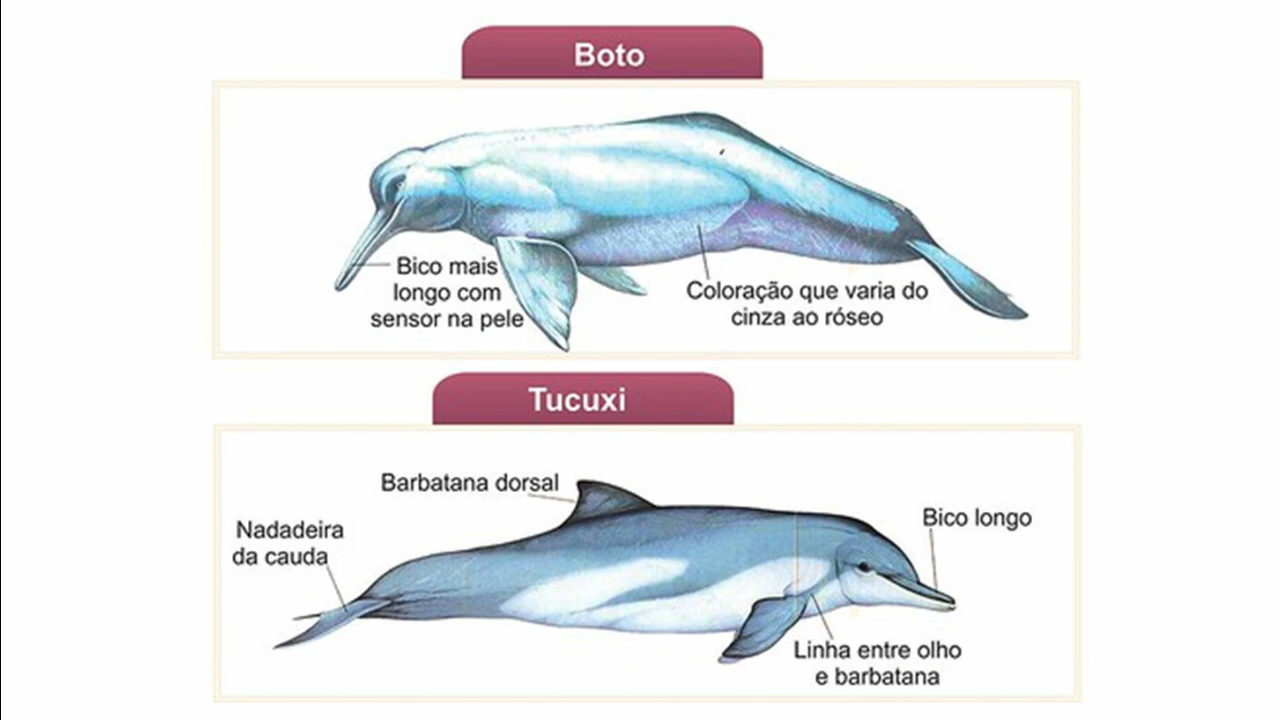 Boto
Bico mais
longo com
sensor na pele
Coloração que varia do
cinza ao róseo
Tucuxi
Barbatana dorsal
Nadadeira
da cauda
Bico longo
Linha entre olho
e barbatana